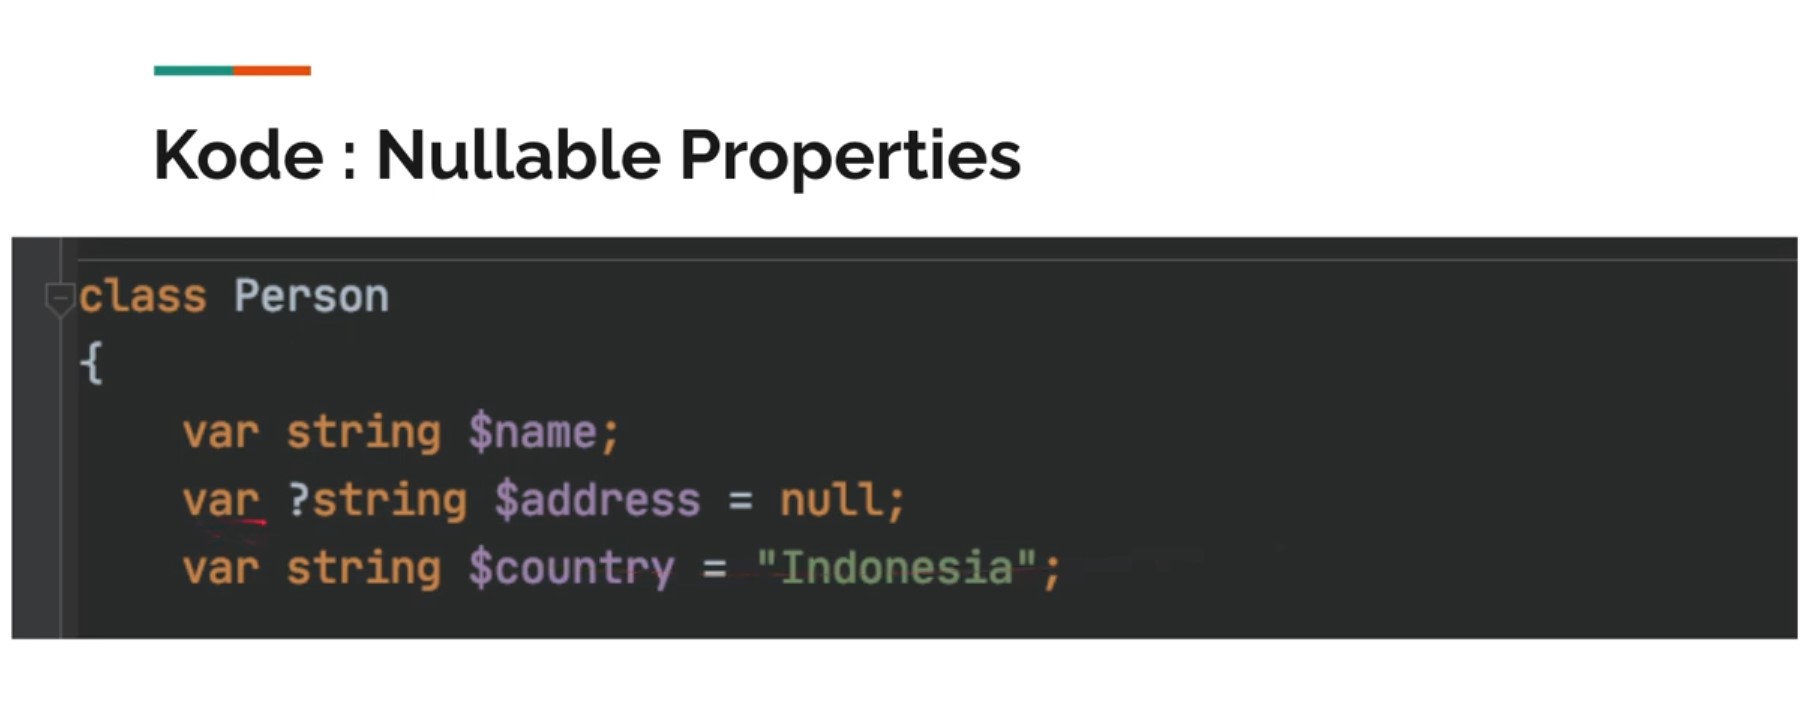 Kode : Nullable Properties
class Person
{
var string $name;
var ?string $address = null;
var string $country = "Indonesia";